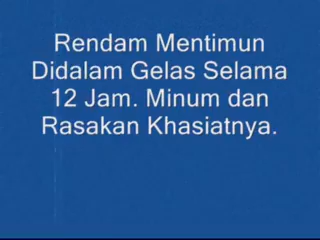 Rendam Mentimun
Didalam Gelas Selama
12 Jam. Minum dan
Rasakan Khasiatnya.